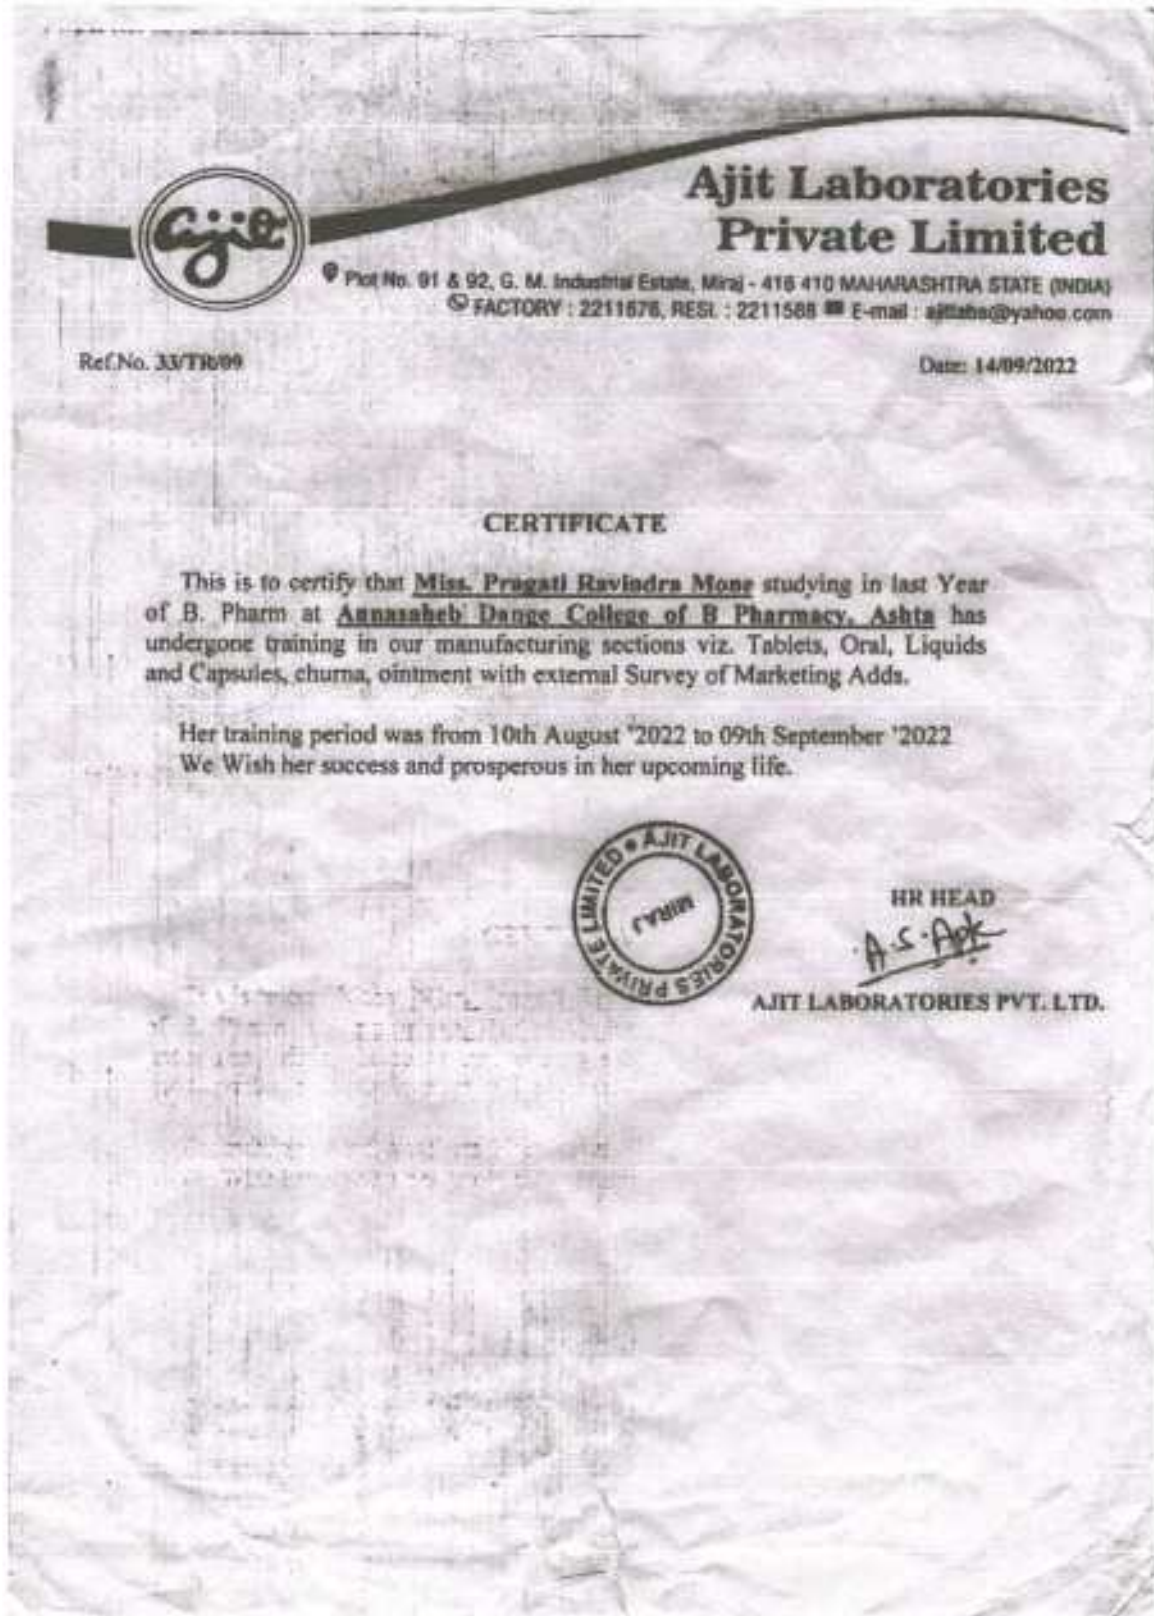 Ajit Laboratories
Private Limited
ajit
Plot No. 91 & 92, G. M. Industrial Estate, Miraj - 416 410 MAHARASHTRA STATE (INDIA)
FACTORY : 2211676, RESI. : 2211588 E-mail : ajitlabs@yahoo.com
Ref.No. 33/TR/09 Date: 14/09/2022
CERTIFICATE
This is to certify that Miss. Pragati Ravindra Mone studying in last Year
of B. Pharm at Annasaheb Dange College of B Pharmacy, Ashta has
undergone training in our manufacturing sections viz. Tablets, Oral, Liquids
and Capsules, churna, ointment with external Survey of Marketing Adds.
Her training period was from 10th August '2022 to 09th September '2022
We Wish her success and prosperous in her upcoming life.
AJIT LABORATORIES PRIVATE LIMITED
MIRAJ
HR HEAD
A.S.
AJIT LABORATORIES PVT. LTD.